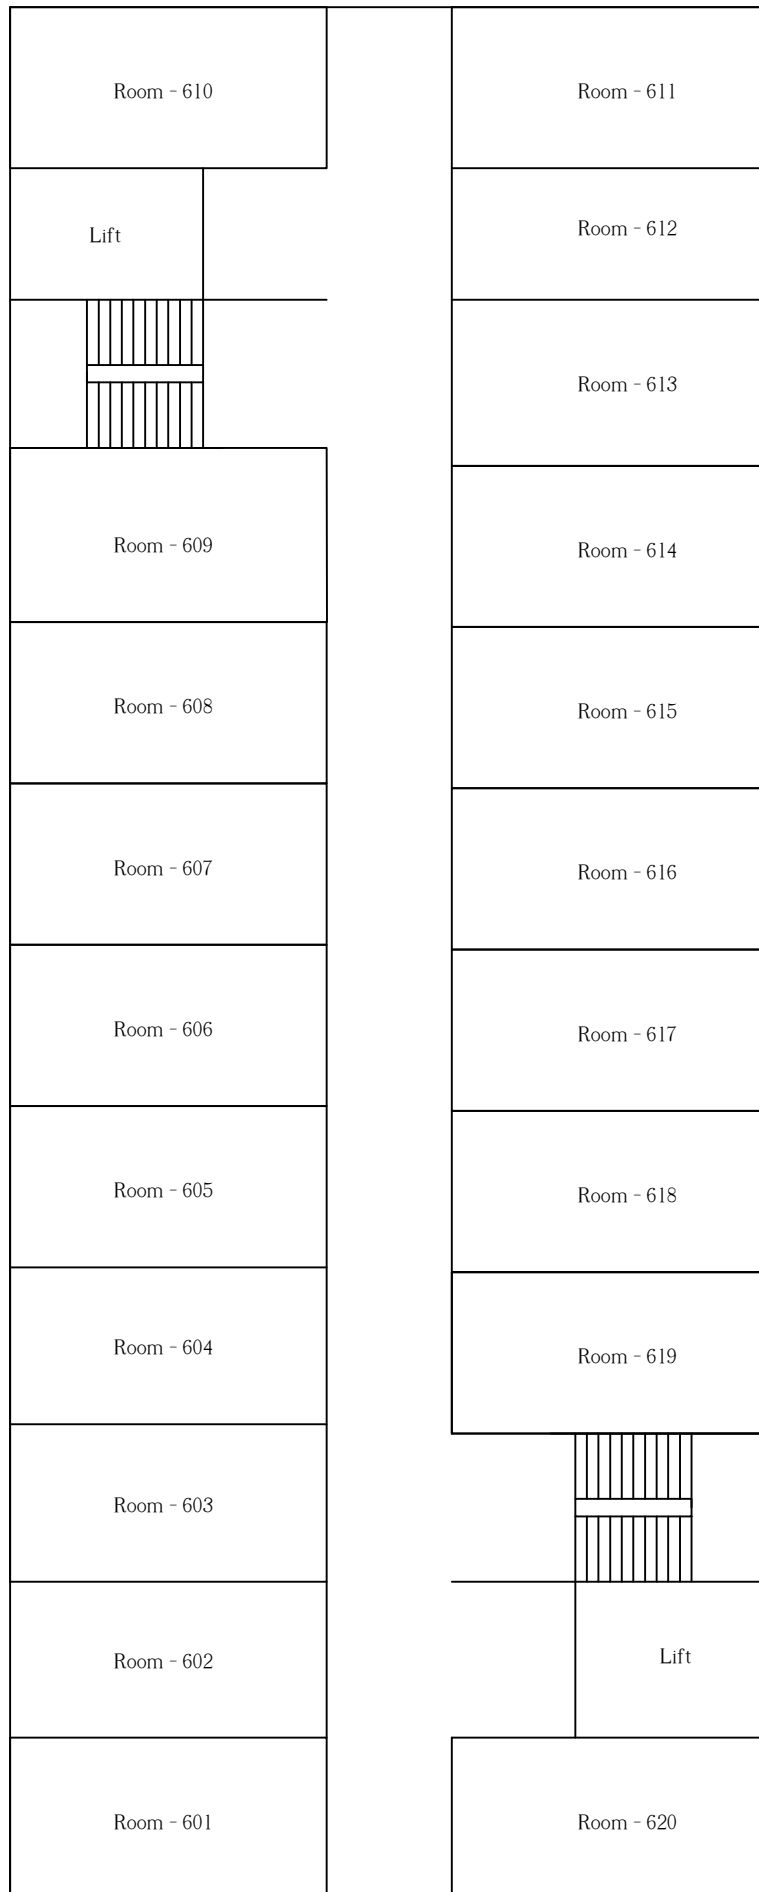 Room - 610
Room - 611
Lift
Room - 612
Room - 613
Room - 609
Room - 614
Room - 608
Room - 615
Room - 607
Room - 616
Room - 606
Room - 617
Room - 605
Room - 618
Room - 604
Room - 619
Room - 603
Room - 602
Lift
Room - 601
Room - 620